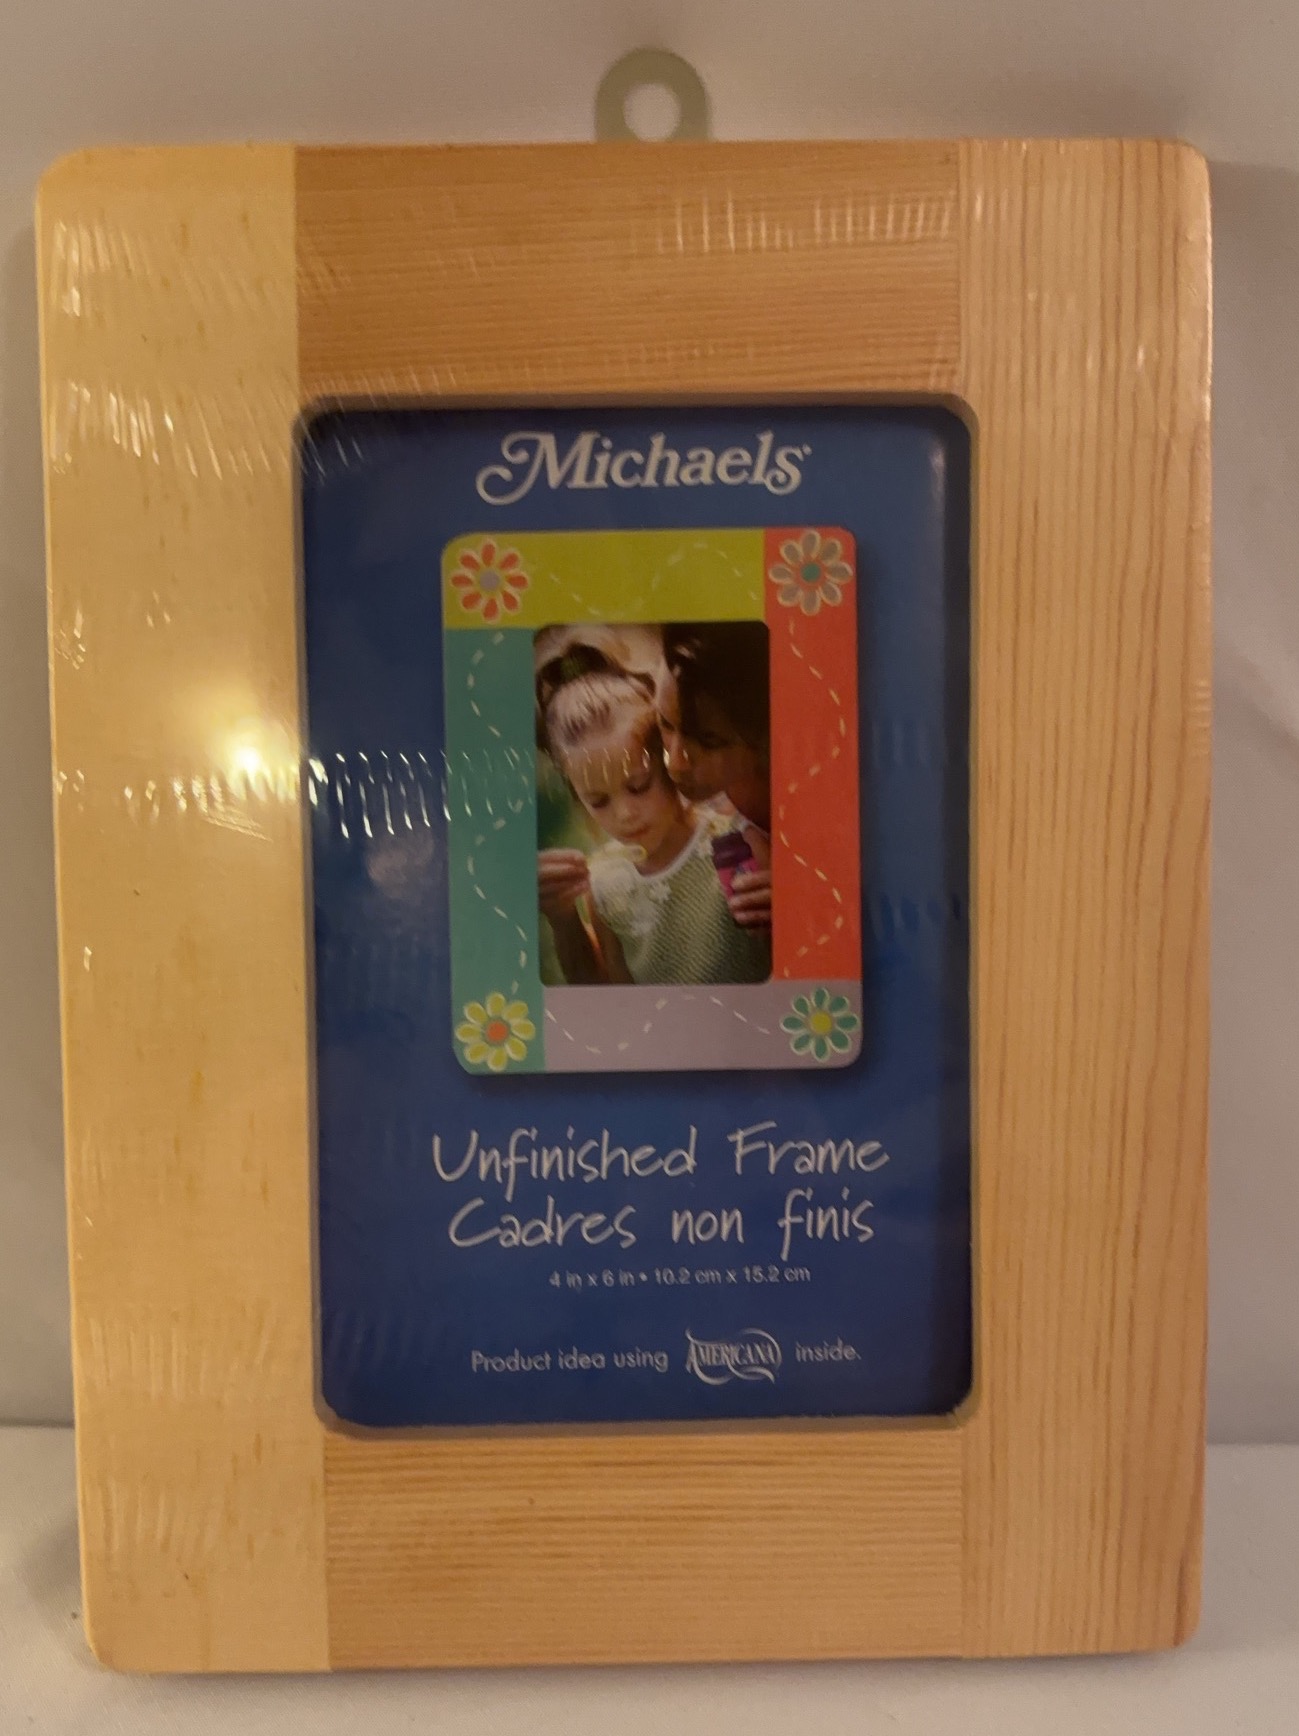 Michaels
Unfinished Frame
Cadres non finis
4 in x 6 in • 10.2 cm x 15.2 cm
Product idea using AMERICANA inside.